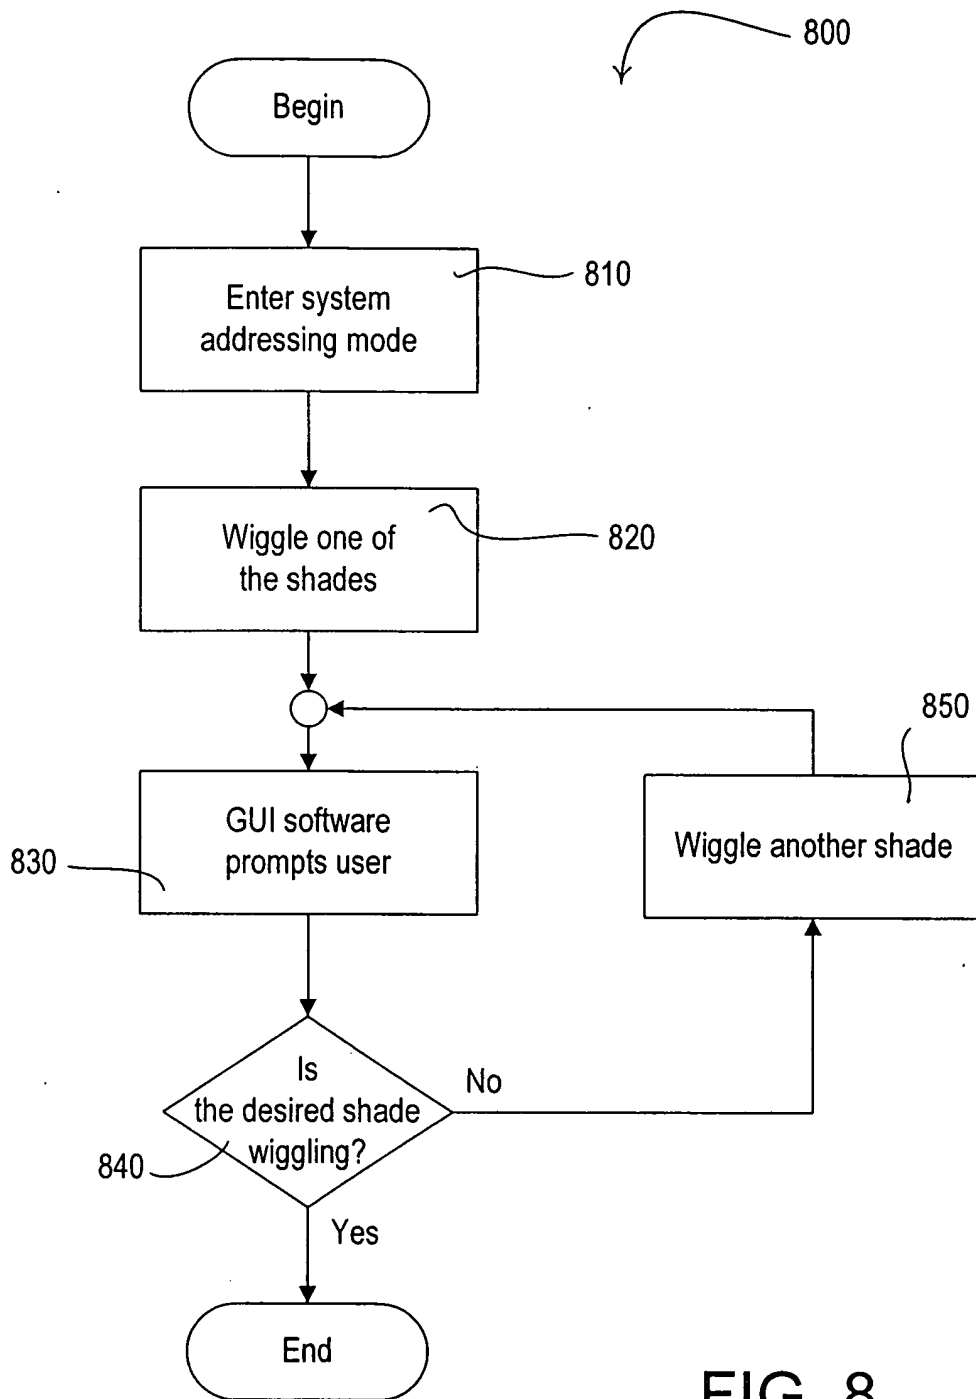 800
Begin
810
Enter system
addressing mode
820
Wiggle one of
the shades
850
GUI software
prompts user
830
Wiggle another shade
Is
the desired shade
wiggling?
No
840
Yes
End
FIG. 8